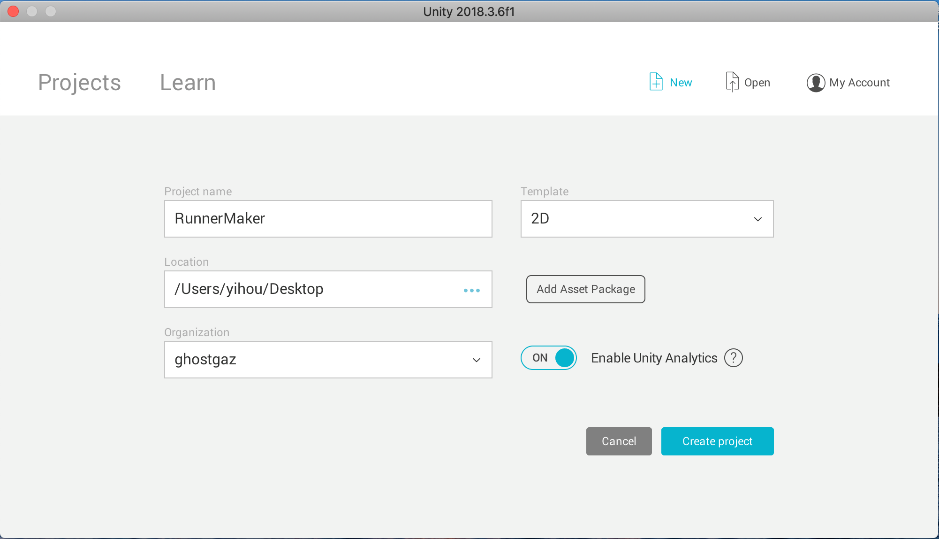 Unity 2018.3.6f1
Projects
Learn
New
Open
My Account
Project name
RunnerMaker
Template
2D
Location
/Users/yihou/Desktop
•••
Add Asset Package
Organization
ghostgaz
ON
Enable Unity Analytics
?
Cancel
Create project